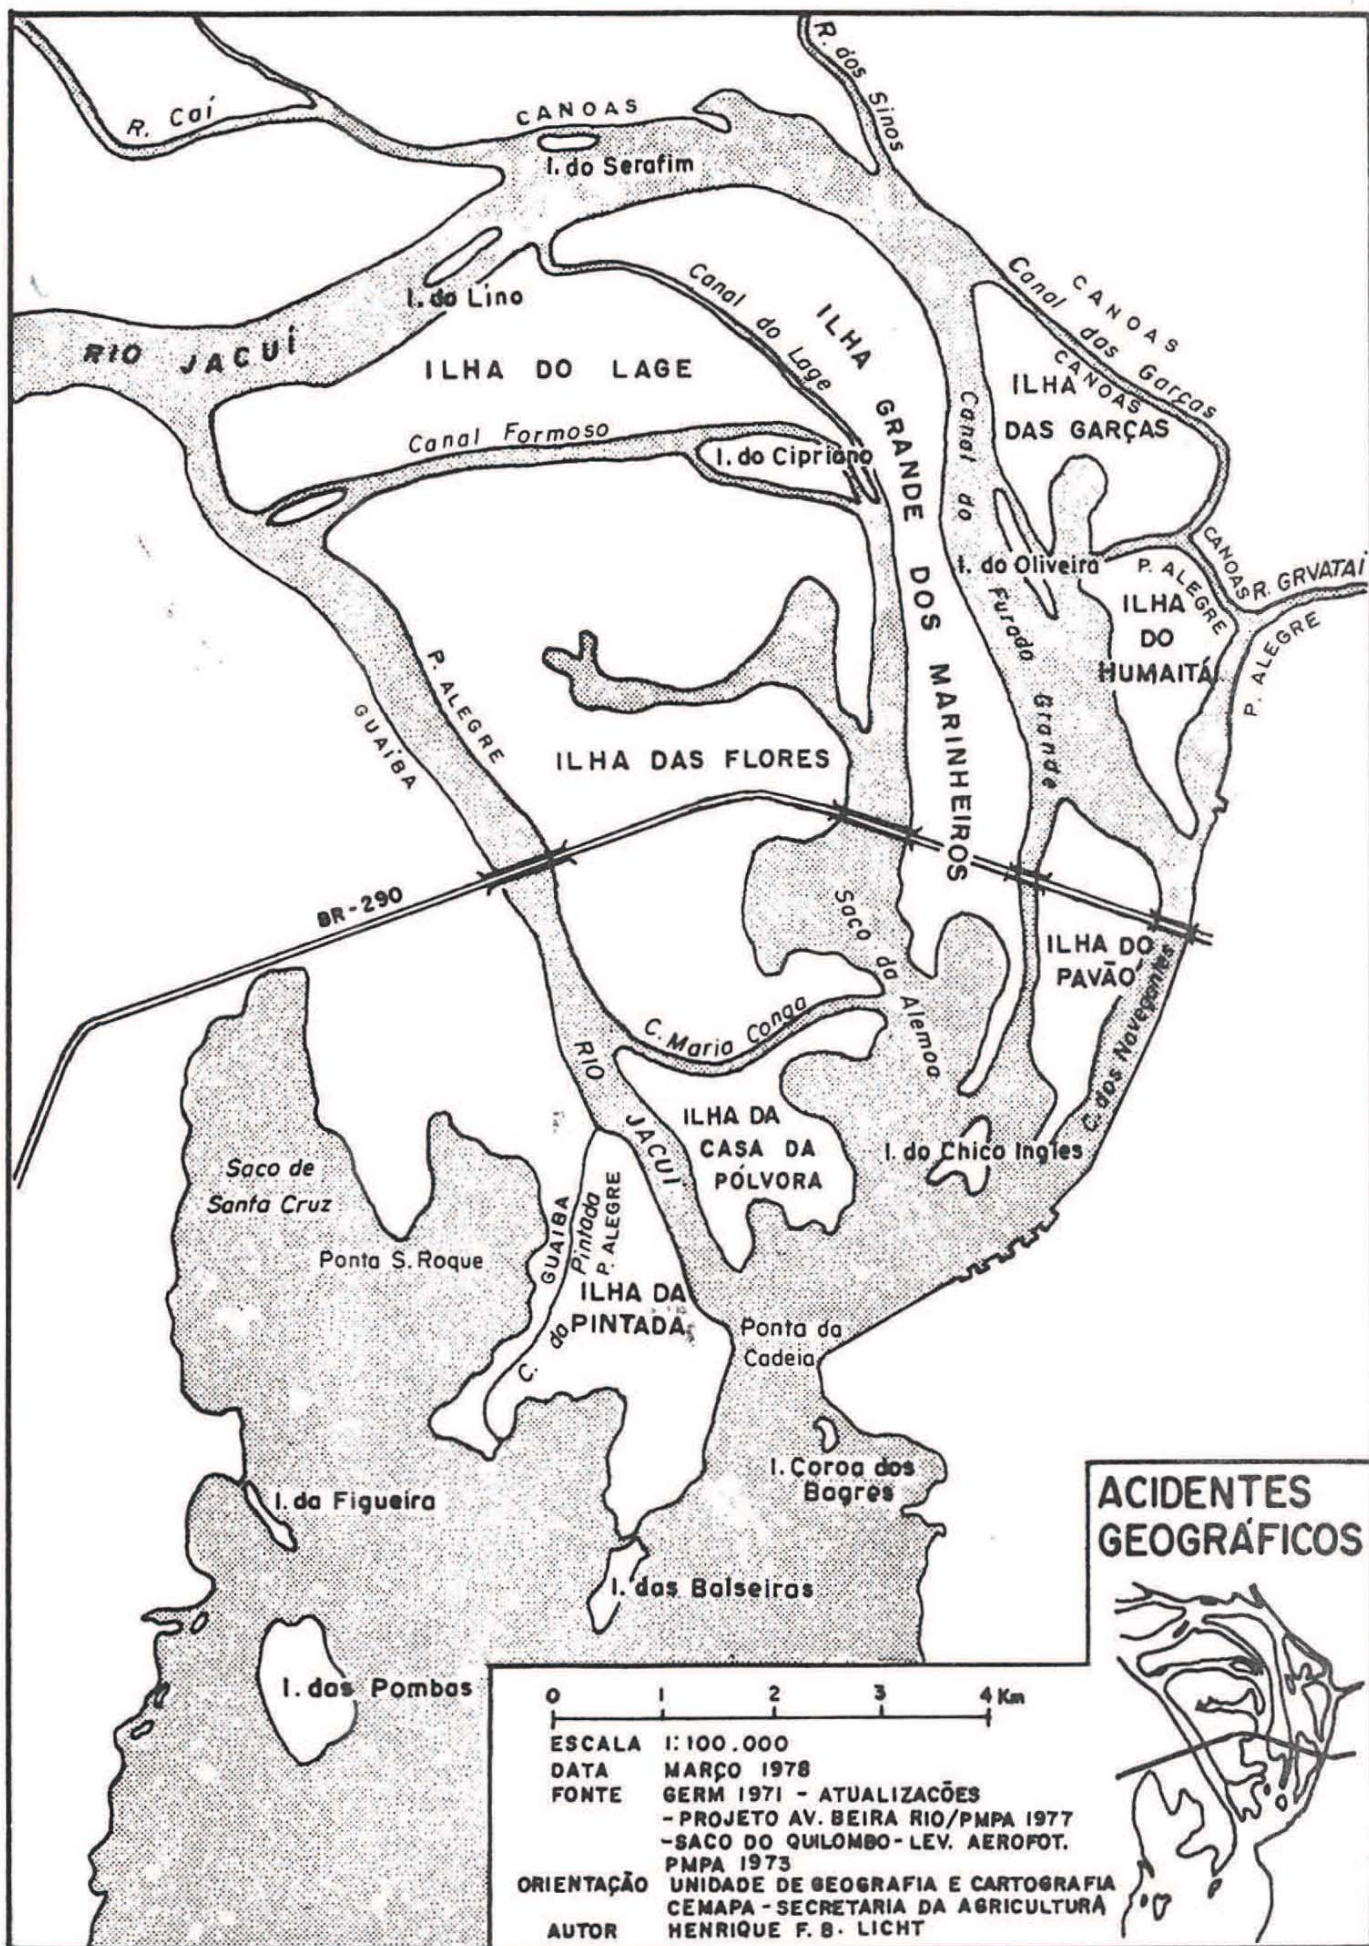 R. Caí
CANOAS
R. dos Sinos
I. do Serafim
I. do Lino
RIO JACUÍ
ILHA DO LAGE
Canal do Lage
ILHA GRANDE DOS MARINHEIROS
Canal das Garças
CANOAS
CANOAS
ILHA
DAS GARÇAS
Canal Formoso
I. do Cipriano
Canal do Furado Grande
I. do Oliveira
CANOAS
P. ALEGRE
R. GRVATAI
P. ALEGRE
ILHA
DO
HUMAITÁ
P. ALEGRE
GUAÍBA
ILHA DAS FLORES
BR-290
Saco da Alemoa
ILHA DO
PAVÃO
C. dos Navegantes
C. Maria Conga
RIO JACUÍ
ILHA DA
CASA DA
PÓLVORA
I. do Chico Ingles
Saco de
Santa Cruz
Ponta S. Roque
GUAIBA
C. da Pintada
P. ALEGRE
ILHA DA
PINTADA
Ponta da
Cadeia
I. Coroa dos
Bagres
I. da Figueira
I. das Balseiras
I. das Pombas
ACIDENTES
GEOGRÁFICOS
0 1 2 3 4 Km
ESCALA 1:100.000
DATA MARÇO 1978
FONTE GERM 1971 - ATUALIZACÕES
- PROJETO AV. BEIRA RIO/PMPA 1977
-SACO DO QUILOMBO-LEV. AEROFOT.
PMPA 1973
ORIENTAÇÃO UNIDADE DE GEOGRAFIA E CARTOGRAFIA
CEMAPA - SECRETARIA DA AGRICULTURA
AUTOR HENRIQUE F. B. LICHT